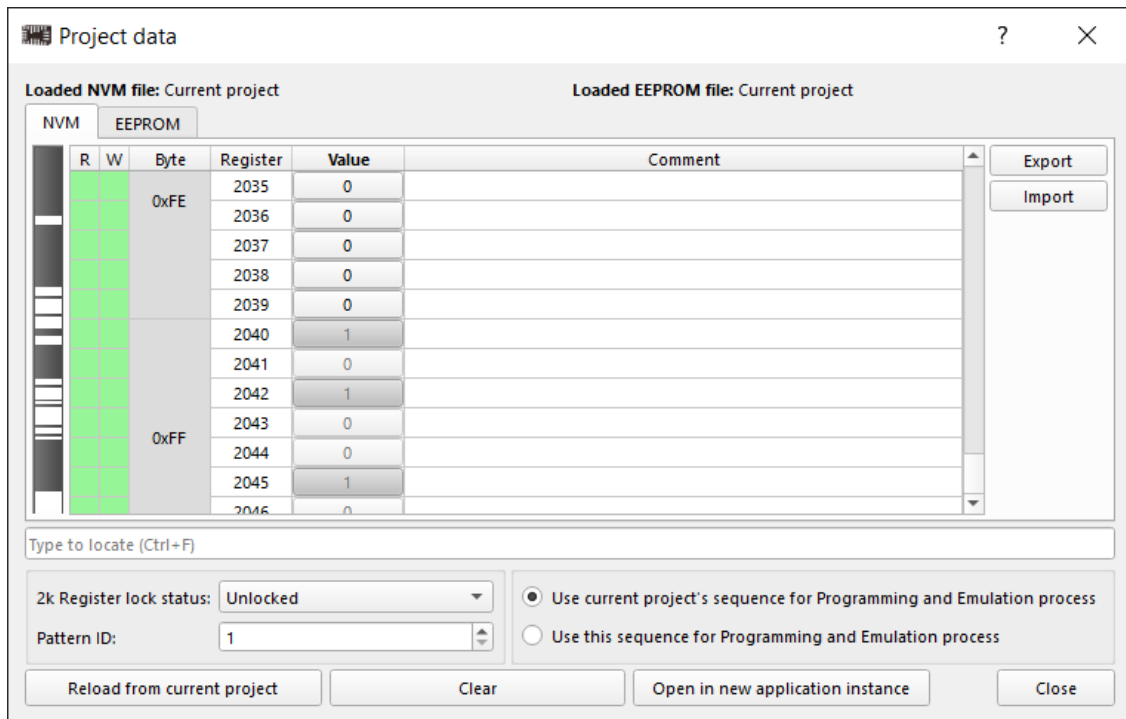 Project data ?
Loaded NVM file: Current project Loaded EEPROM file: Current project
NVM EEPROM
R W Byte Register Value Comment Export
0xFE 2035 0 Import
2036 0
2037 0
2038 0
2039 0
0xFF 2040 1
2041 0
2042 1
2043 0
2044 0
2045 1
2046 0
Type to locate (Ctrl+F)
2k Register lock status: Unlocked Use current project's sequence for Programming and Emulation process
Pattern ID: 1 Use this sequence for Programming and Emulation process
Reload from current project Clear Open in new application instance Close